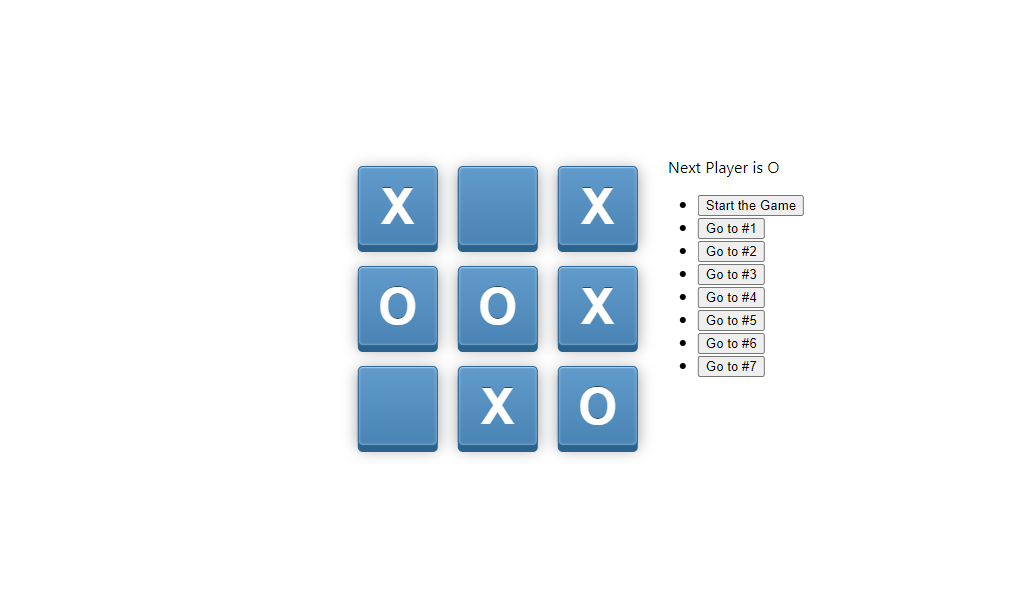 X X
O O X
X O
Next Player is O
Start the Game
Go to #1
Go to #2
Go to #3
Go to #4
Go to #5
Go to #6
Go to #7